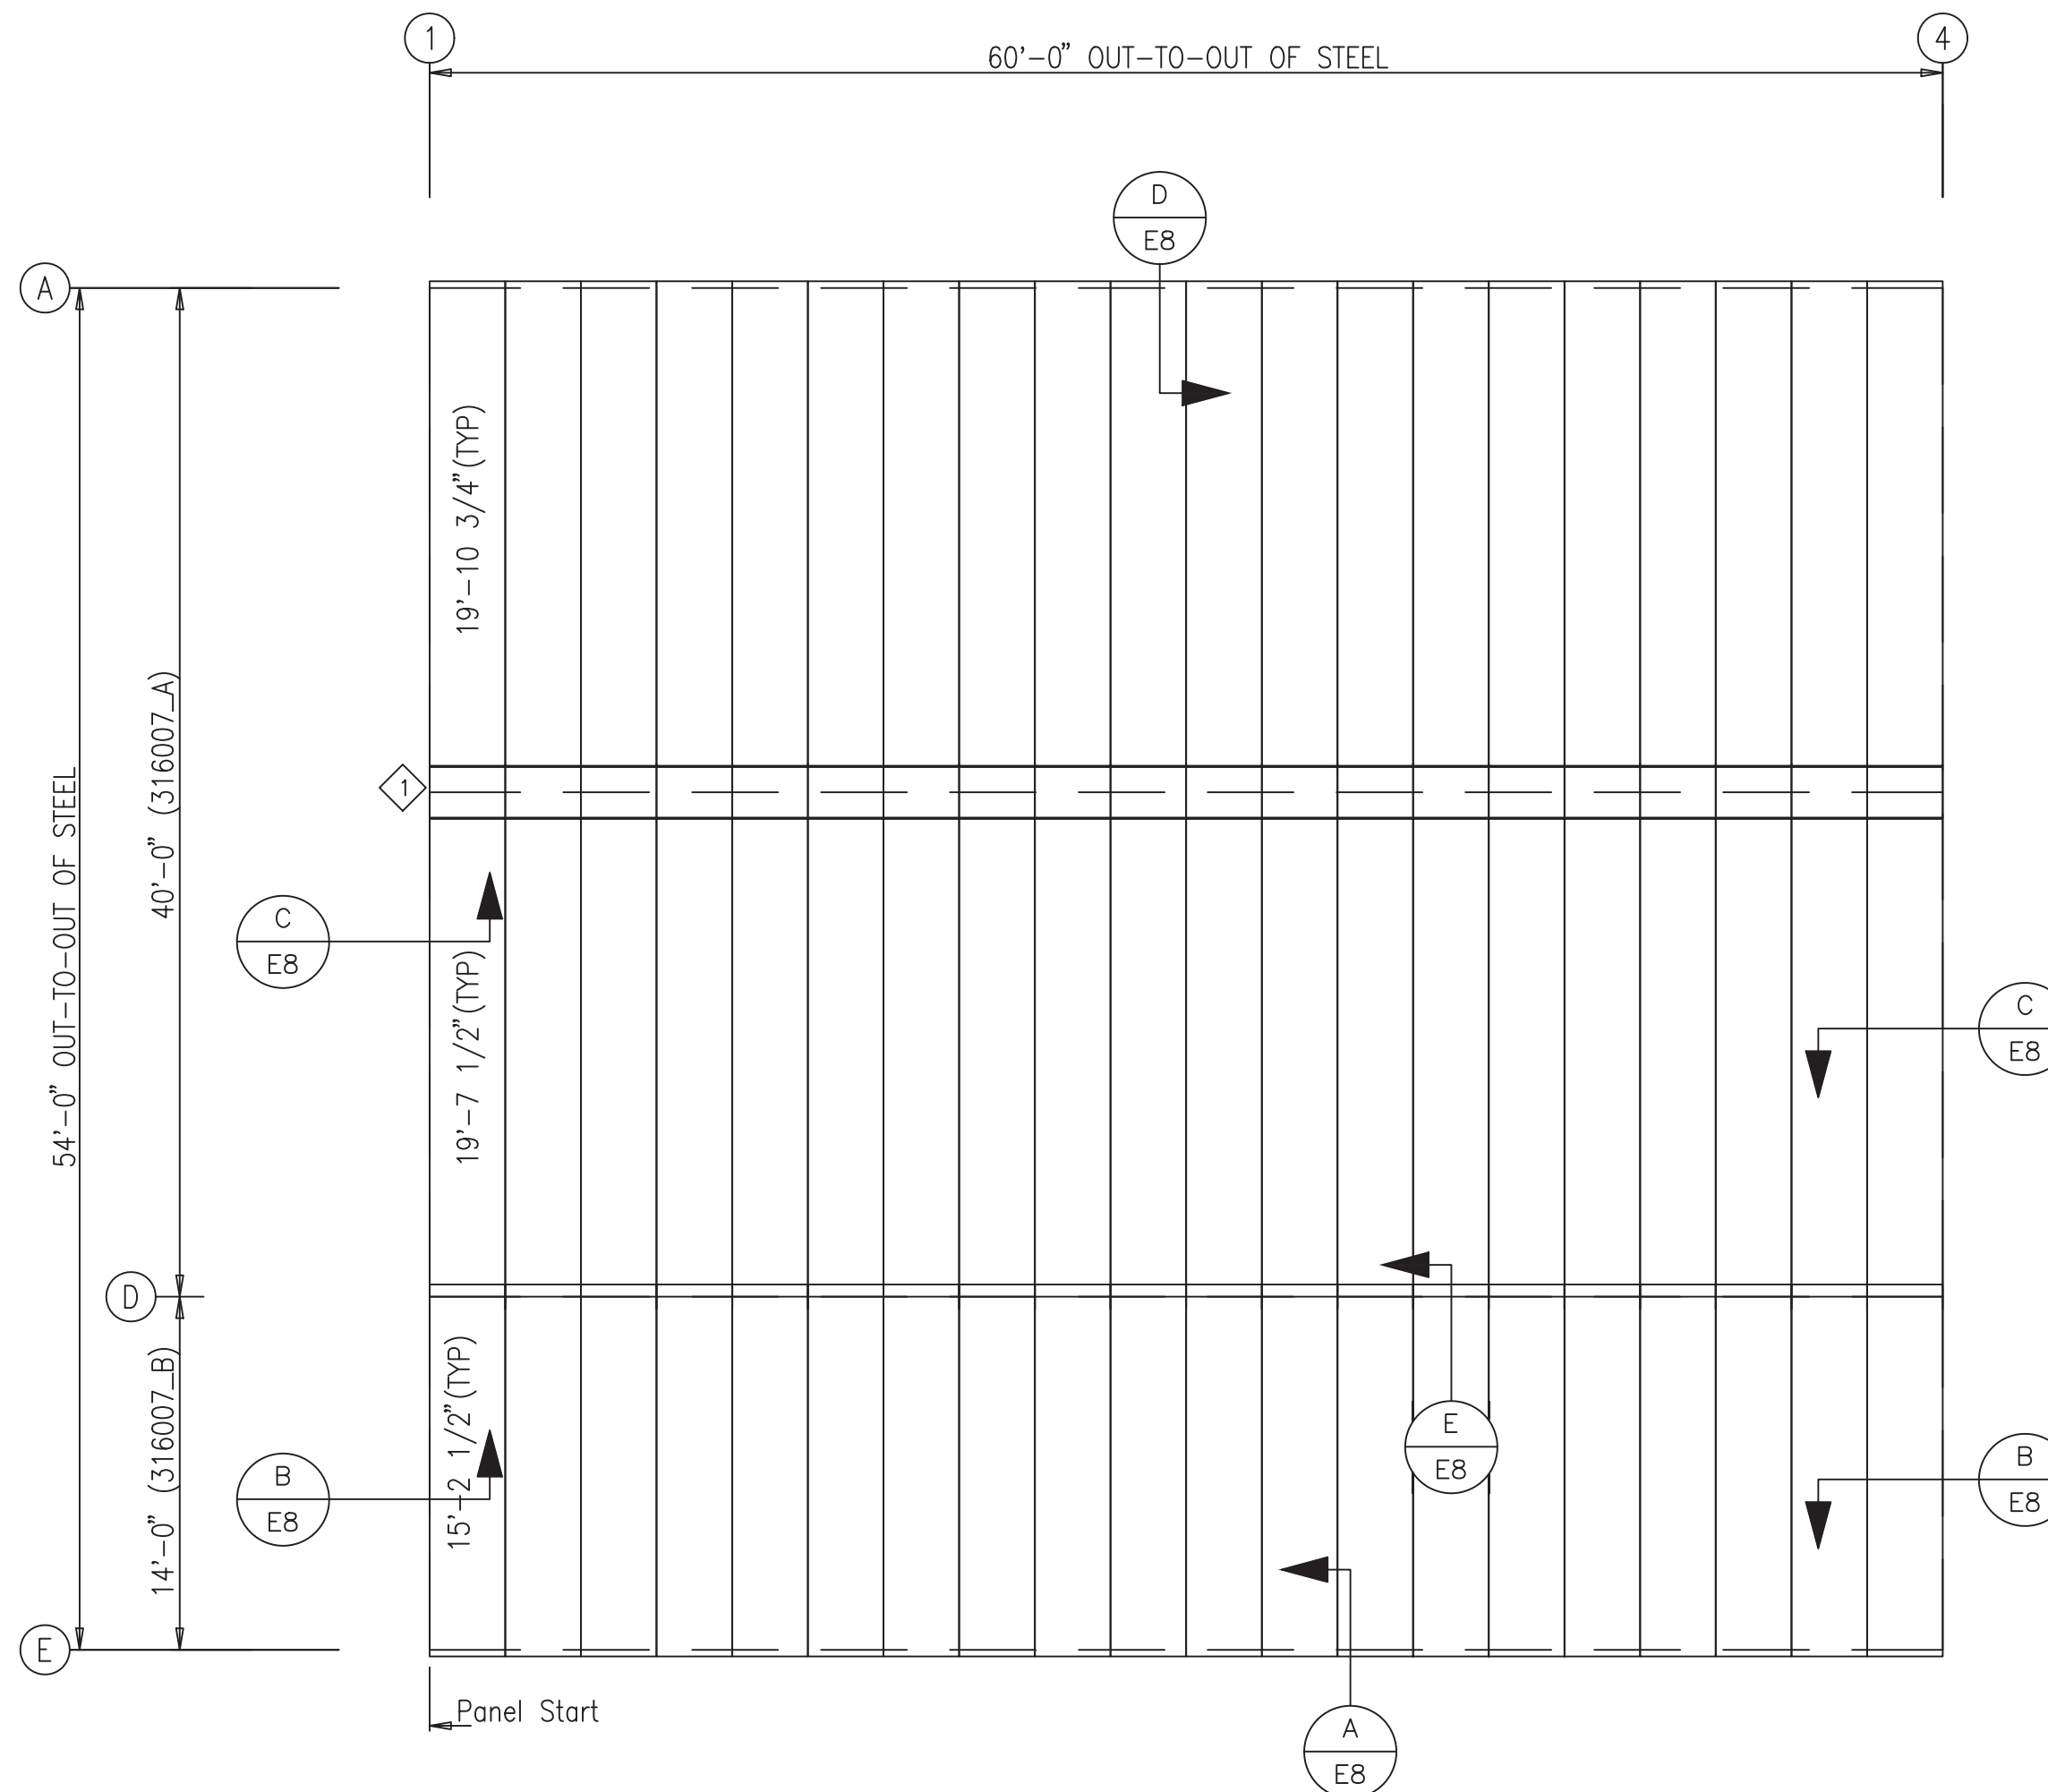 1
60'-0" OUT-TO-OUT OF STEEL
4
D
E8
A
19'-10 3/4"(TYP)
40'-0" (316007_A)
54'-0" OUT-TO-OUT OF STEEL
1
C
E8
19'-7 1/2"(TYP)
C
E8
D
14'-0" (316007_B)
15'-2 1/2"(TYP)
E
E8
B
E8
B
E8
E
Panel Start
A
E8